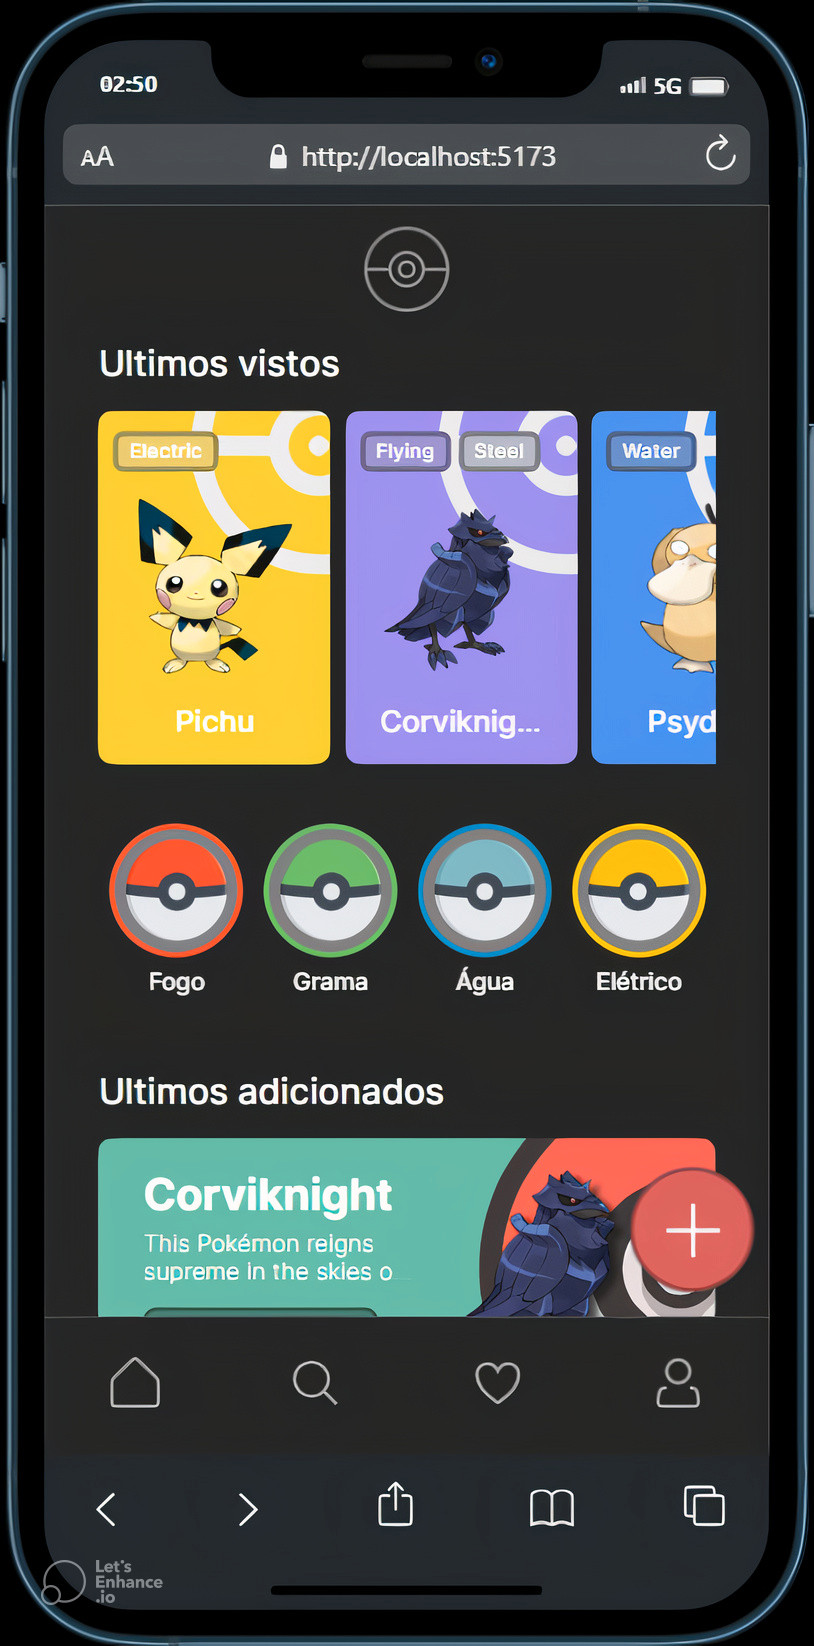 02:50
5G
AA
http://localhost:5173
Ultimos vistos
Electric
Flying
Steel
Water
Pichu
Corviknig...
Psyd
Fogo
Grama
Água
Elétrico
Ultimos adicionados
Corviknight
This Pokémon reigns
supreme in the skies o
Let's
Enhance
.io